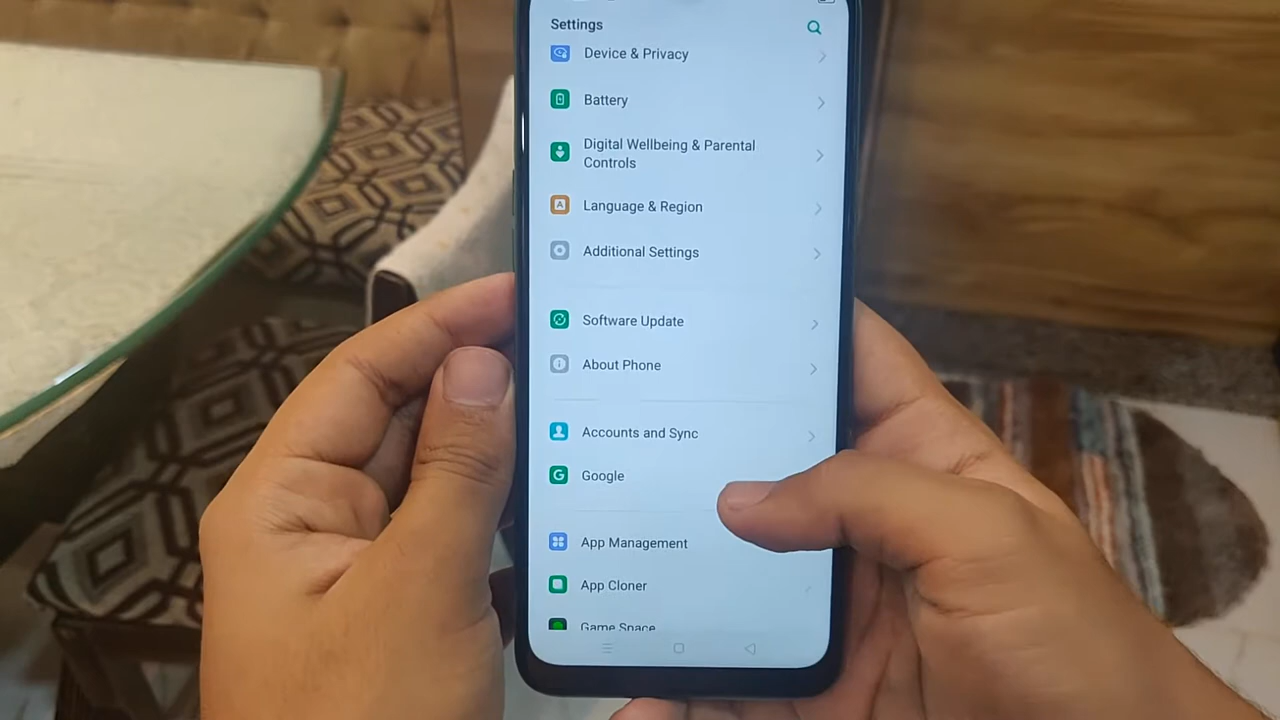 Settings
Device & Privacy
Battery
Digital Wellbeing & Parental
Controls
A
Language & Region
Additional Settings
Software Update
About Phone
Accounts and Sync
G
Google
App Management
App Cloner
Game Space